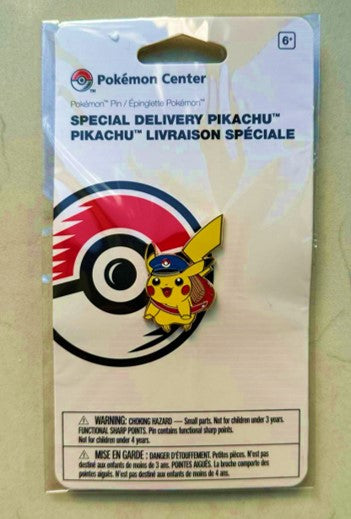 6+
Pokémon Center
TM
Pokémon™ Pin / Épinglette Pokémon™
SPECIAL DELIVERY PIKACHU™
PIKACHU™ LIVRAISON SPÉCIALE
⚠ WARNING: CHOKING HAZARD — Small parts. Not for children under 3 years.
FUNCTIONAL SHARP POINTS. Pin contains functional sharp points.
Not for children under 4 years.
⚠ MISE EN GARDE : DANGER D'ÉTOUFFEMENT. Petites pièces. N'est pas
destiné aux enfants de moins de 3 ans. POINTES AIGUËS. La broche comporte des
pointes aiguës. N'est pas destiné aux enfants de moins de 4 ans.